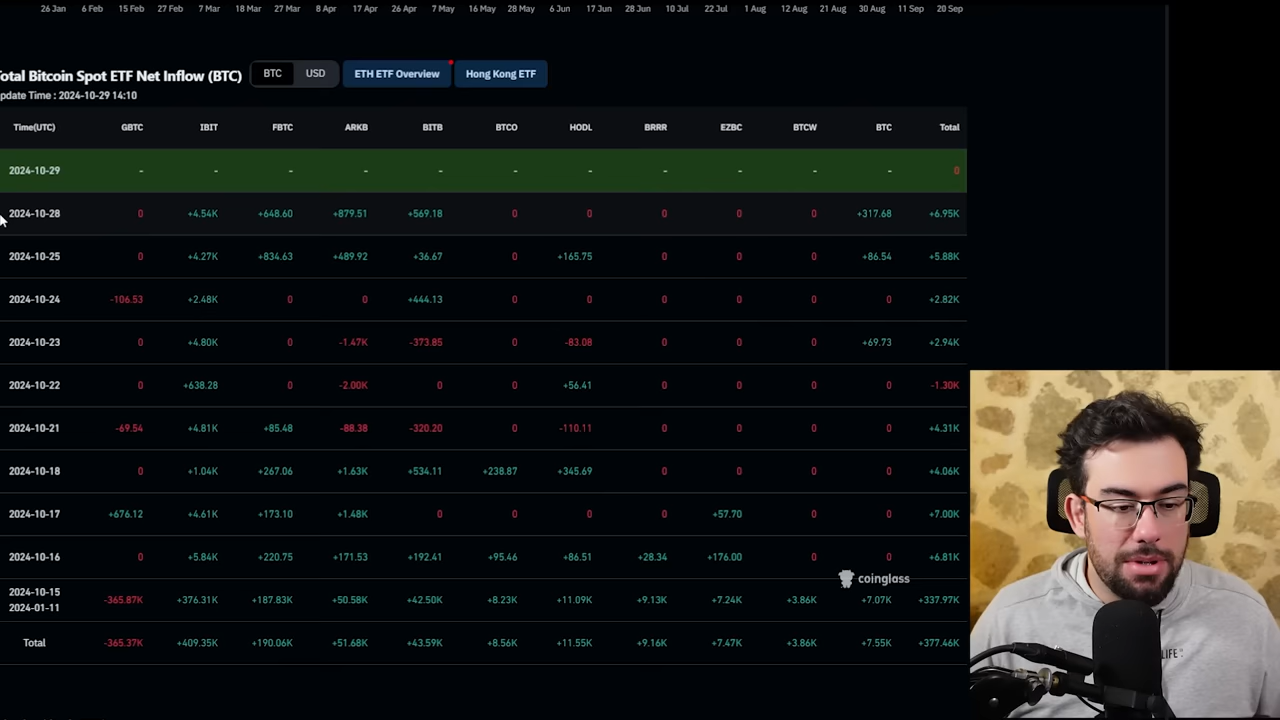 26 Jan 6 Feb 15 Feb 27 Feb 7 Mar 18 Mar 27 Mar 8 Apr 17 Apr 26 Apr 7 May 16 May 28 May 6 Jun 17 Jun 28 Jun 10 Jul 22 Jul 1 Aug 12 Aug 21 Aug 30 Aug 11 Sep 20 Sep
otal Bitcoin Spot ETF Net Inflow (BTC) BTC USD ETH ETF Overview Hong Kong ETF
pdate Time : 2024-10-29 14:10
Time(UTC) GBTC IBIT FBTC ARKB BITB BTCO HODL BRRR EZBC BTCW BTC Total
2024-10-29 - - - - - - - - - - - 0
2024-10-28 0 +4.54K +648.60 +879.51 +569.18 0 0 0 0 0 +317.68 +6.95K
2024-10-25 0 +4.27K +834.63 +489.92 +36.67 0 +165.75 0 0 0 +86.54 +5.88K
2024-10-24 -106.53 +2.48K 0 0 +444.13 0 0 0 0 0 0 +2.82K
2024-10-23 0 +4.80K 0 -1.47K -373.85 0 -83.08 0 0 0 +69.73 +2.94K
2024-10-22 0 +638.28 0 -2.00K 0 0 +56.41 0 0 0 0 -1.30K
2024-10-21 -69.54 +4.81K +85.48 -88.38 -320.20 0 -110.11 0 0 0 0 +4.31K
2024-10-18 0 +1.04K +267.06 +1.63K +534.11 +238.87 +345.69 0 0 0 0 +4.06K
2024-10-17 +676.12 +4.61K +173.10 +1.48K 0 0 0 0 +57.70 0 0 +7.00K
2024-10-16 0 +5.84K +220.75 +171.53 +192.41 +95.46 +86.51 +28.34 +176.00 0 0 +6.81K
coinglass
2024-10-15
2024-01-11 -365.87K +376.31K +187.83K +50.58K +42.50K +8.23K +11.09K +9.13K +7.24K +3.86K +7.07K +337.97K
Total -365.37K +409.35K +190.06K +51.68K +43.59K +8.56K +11.55K +9.16K +7.47K +3.86K +7.55K +377.46K
LIFE